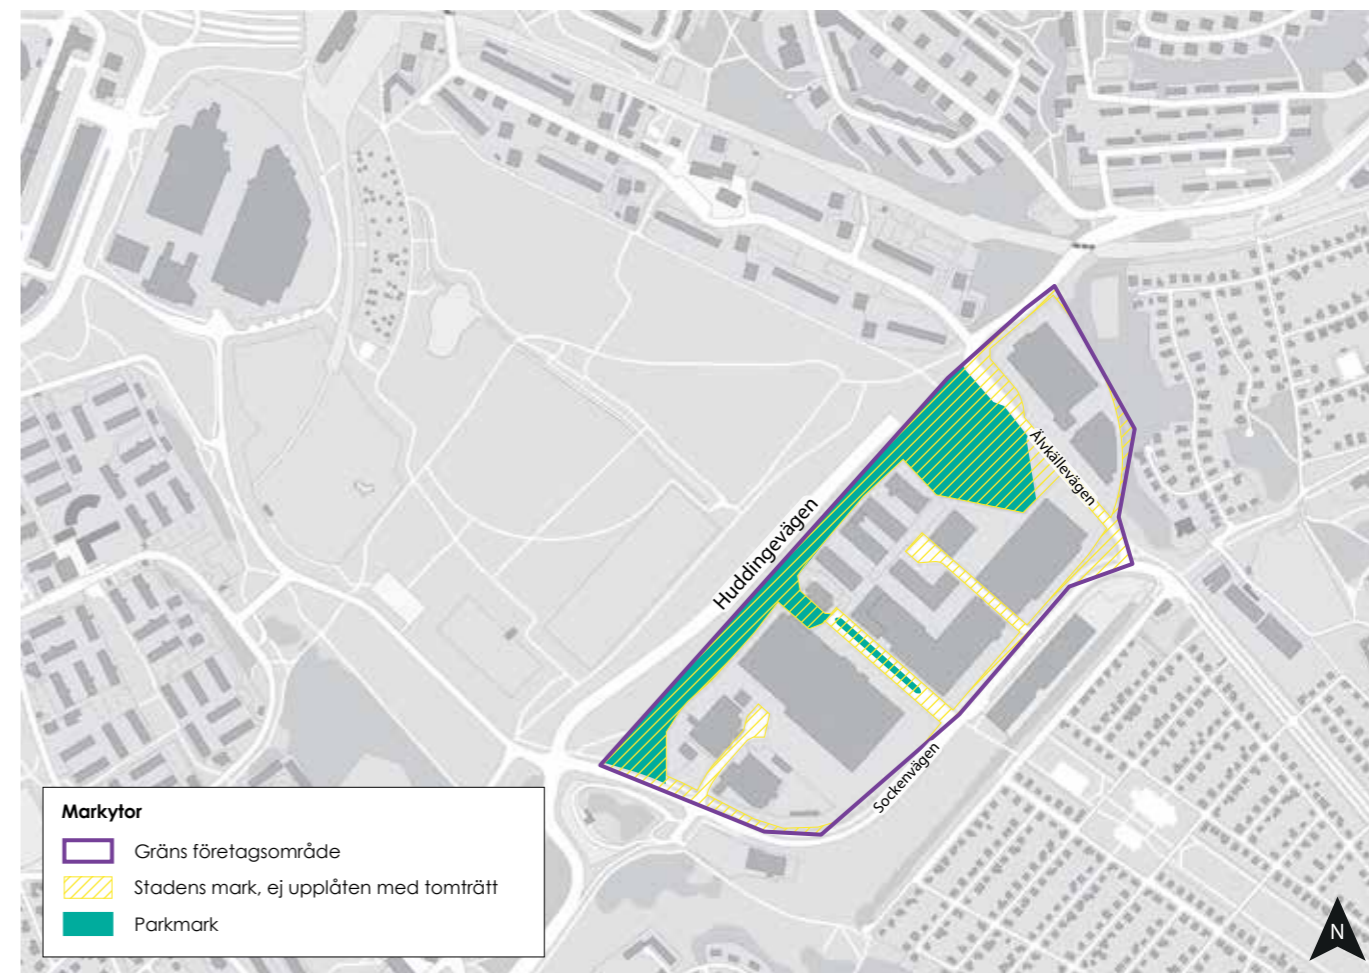 Älvkällevägen
Huddingevägen
Sockenvägen
Markytor
Gräns företagsområde
Stadens mark, ej upplåten med tomträtt
Parkmark
N